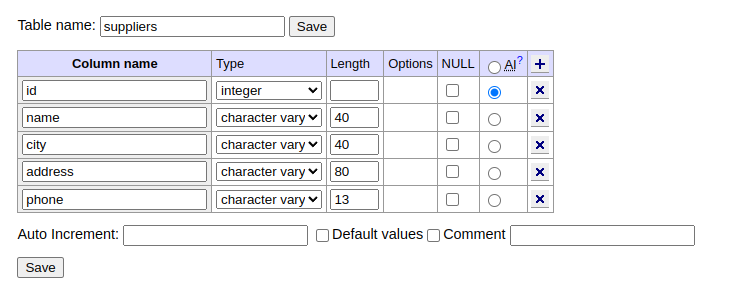 Table name: suppliers Save
Column name Type Length Options NULL AI? +
id integer x
name character vary 40 x
city character vary 40 x
address character vary 80 x
phone character vary 13 x
Auto Increment: Default values Comment
Save